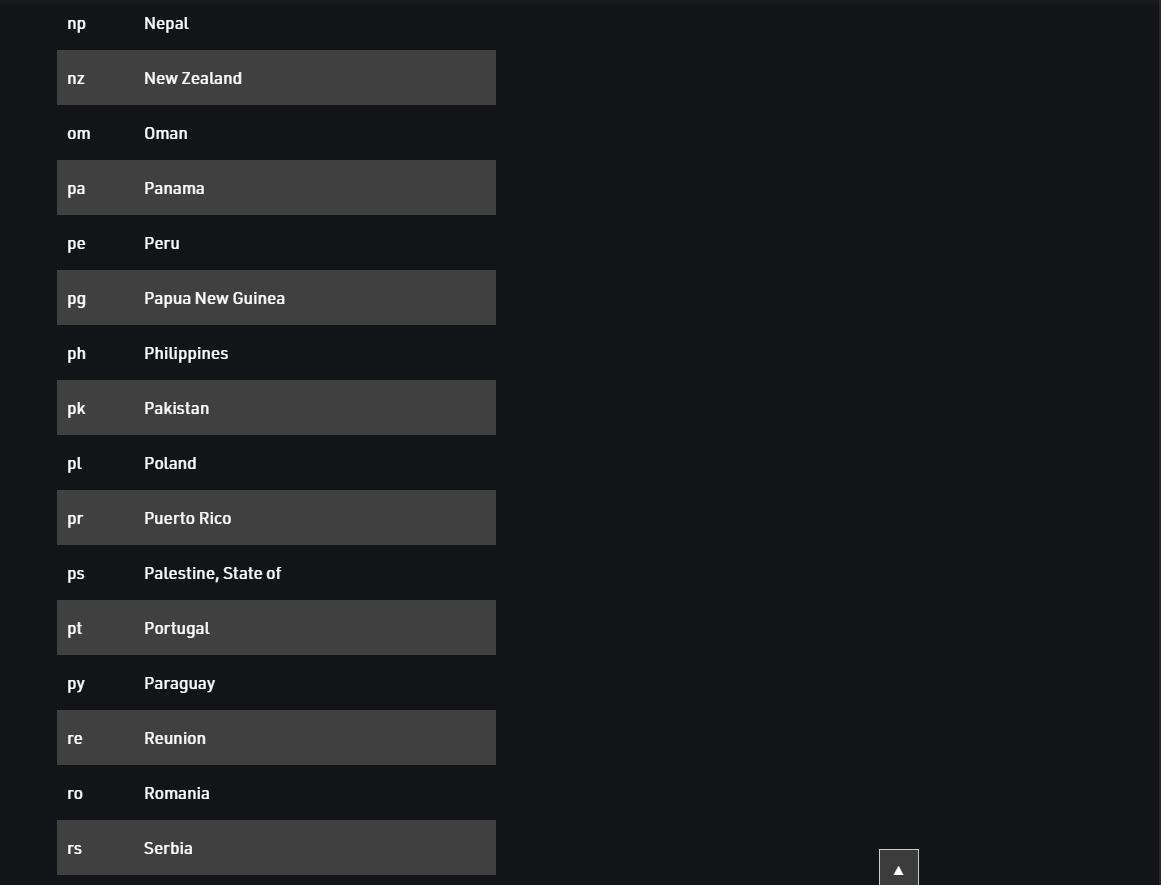 np Nepal
nz New Zealand
om Oman
pa Panama
pe Peru
pg Papua New Guinea
ph Philippines
pk Pakistan
pl Poland
pr Puerto Rico
ps Palestine, State of
pt Portugal
py Paraguay
re Reunion
ro Romania
rs Serbia
▲